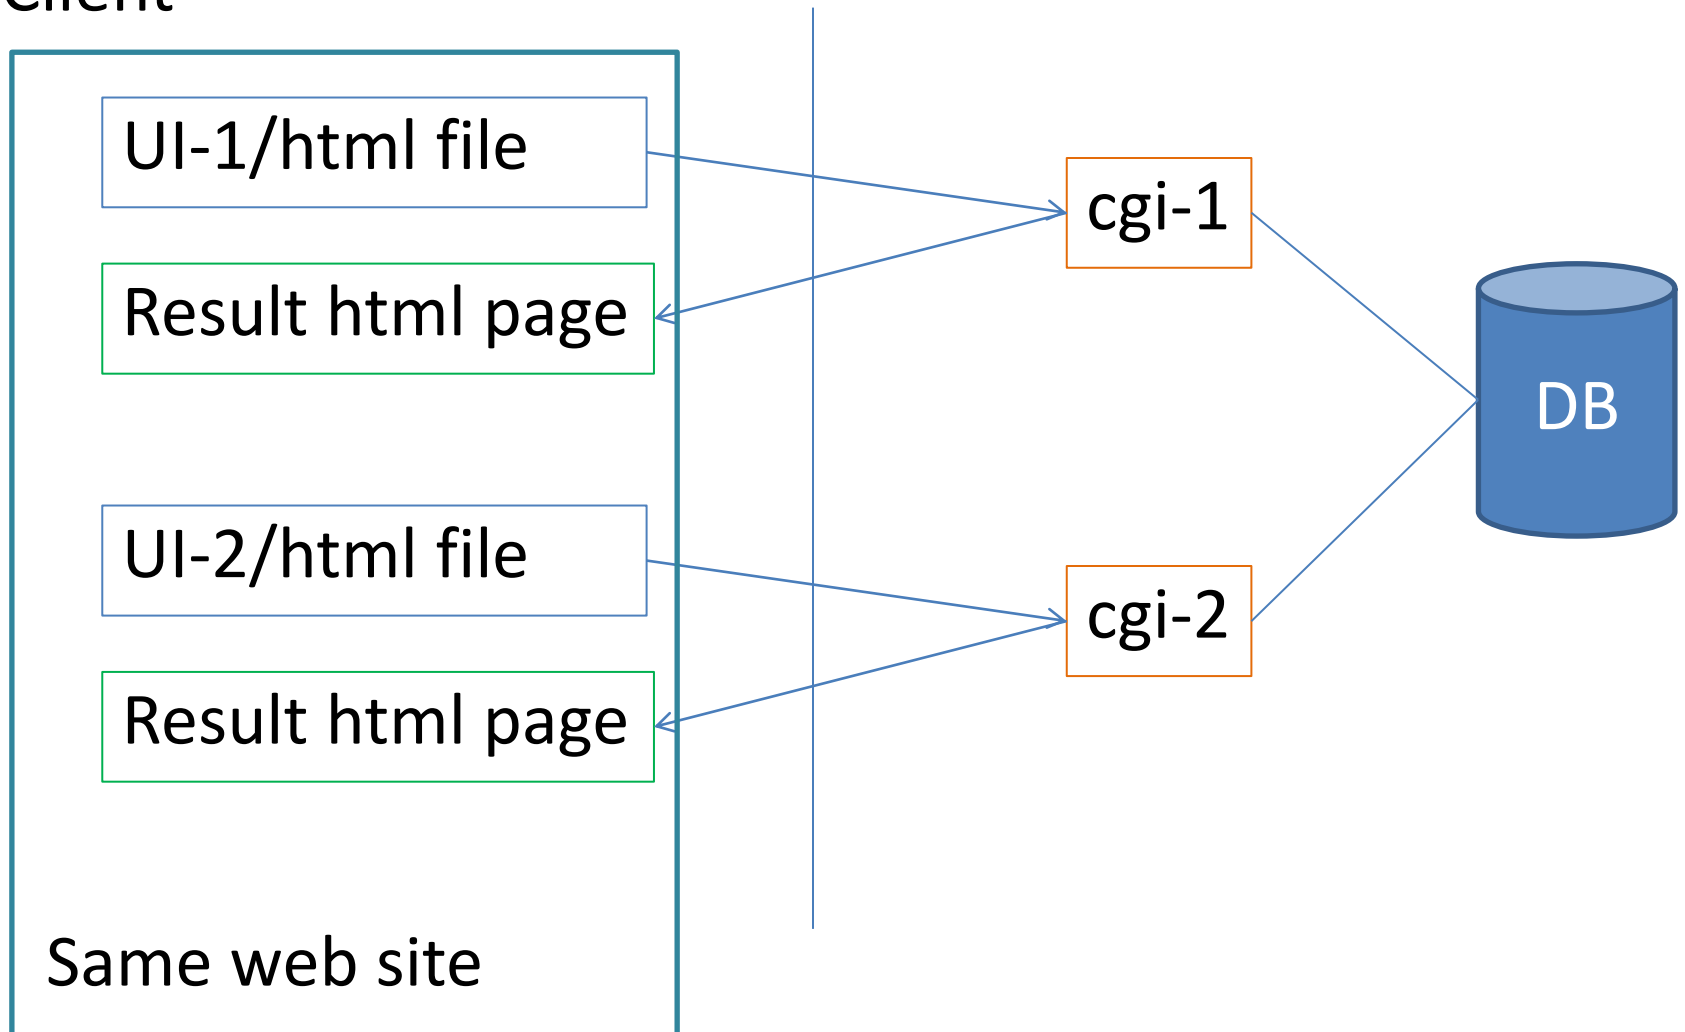 Client
UI-1/html file
cgi-1
Result html page
DB
UI-2/html file
cgi-2
Result html page
Same web site